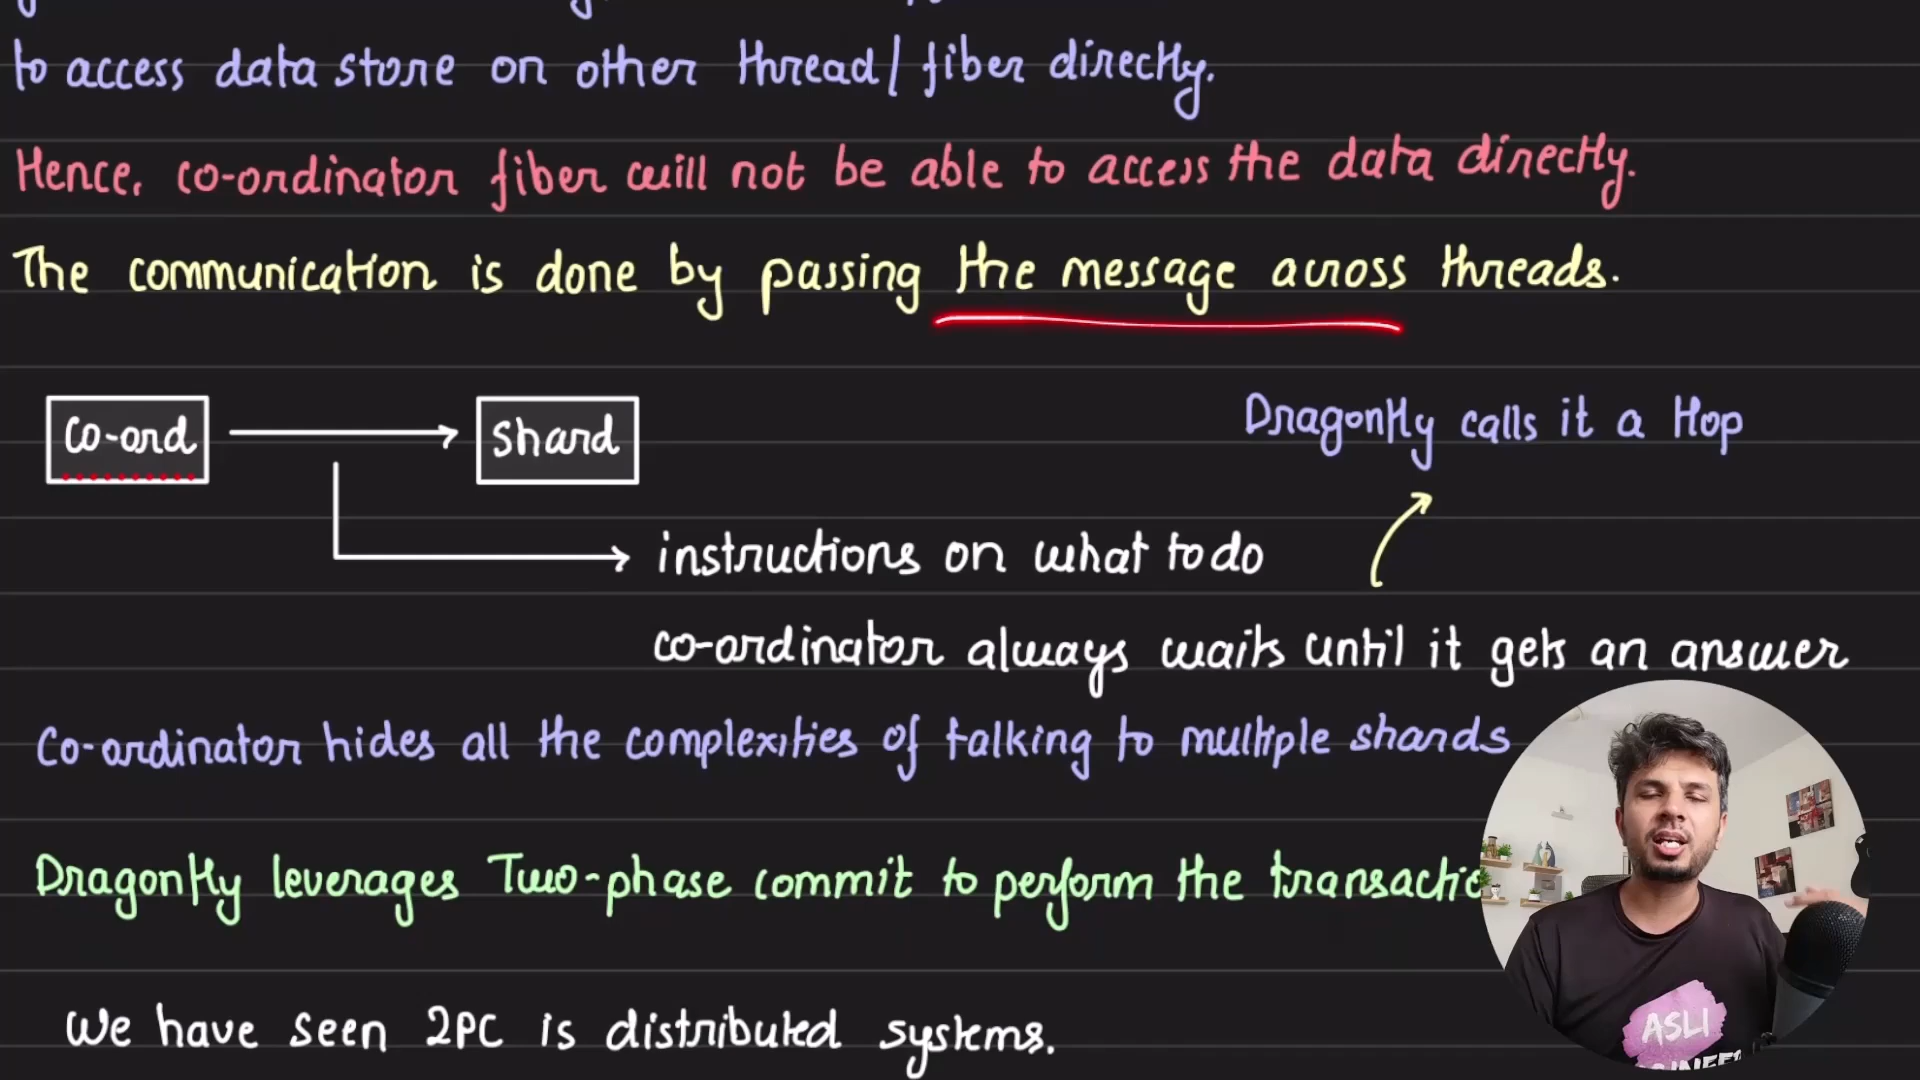 to access data store on other thread/fiber directly.
Hence, co-ordinator fiber will not be able to access the data directly.
The communication is done by passing the message across threads.
co-ord
shard
Dragonfly calls it a Hop
instructions on what to do
co-ordinator always waits until it gets an answer
Co-ordinator hides all the complexities of talking to multiple shards
Dragonfly leverages Two-phase commit to perform the
We have seen 2PC is distributed systems.
ASLI